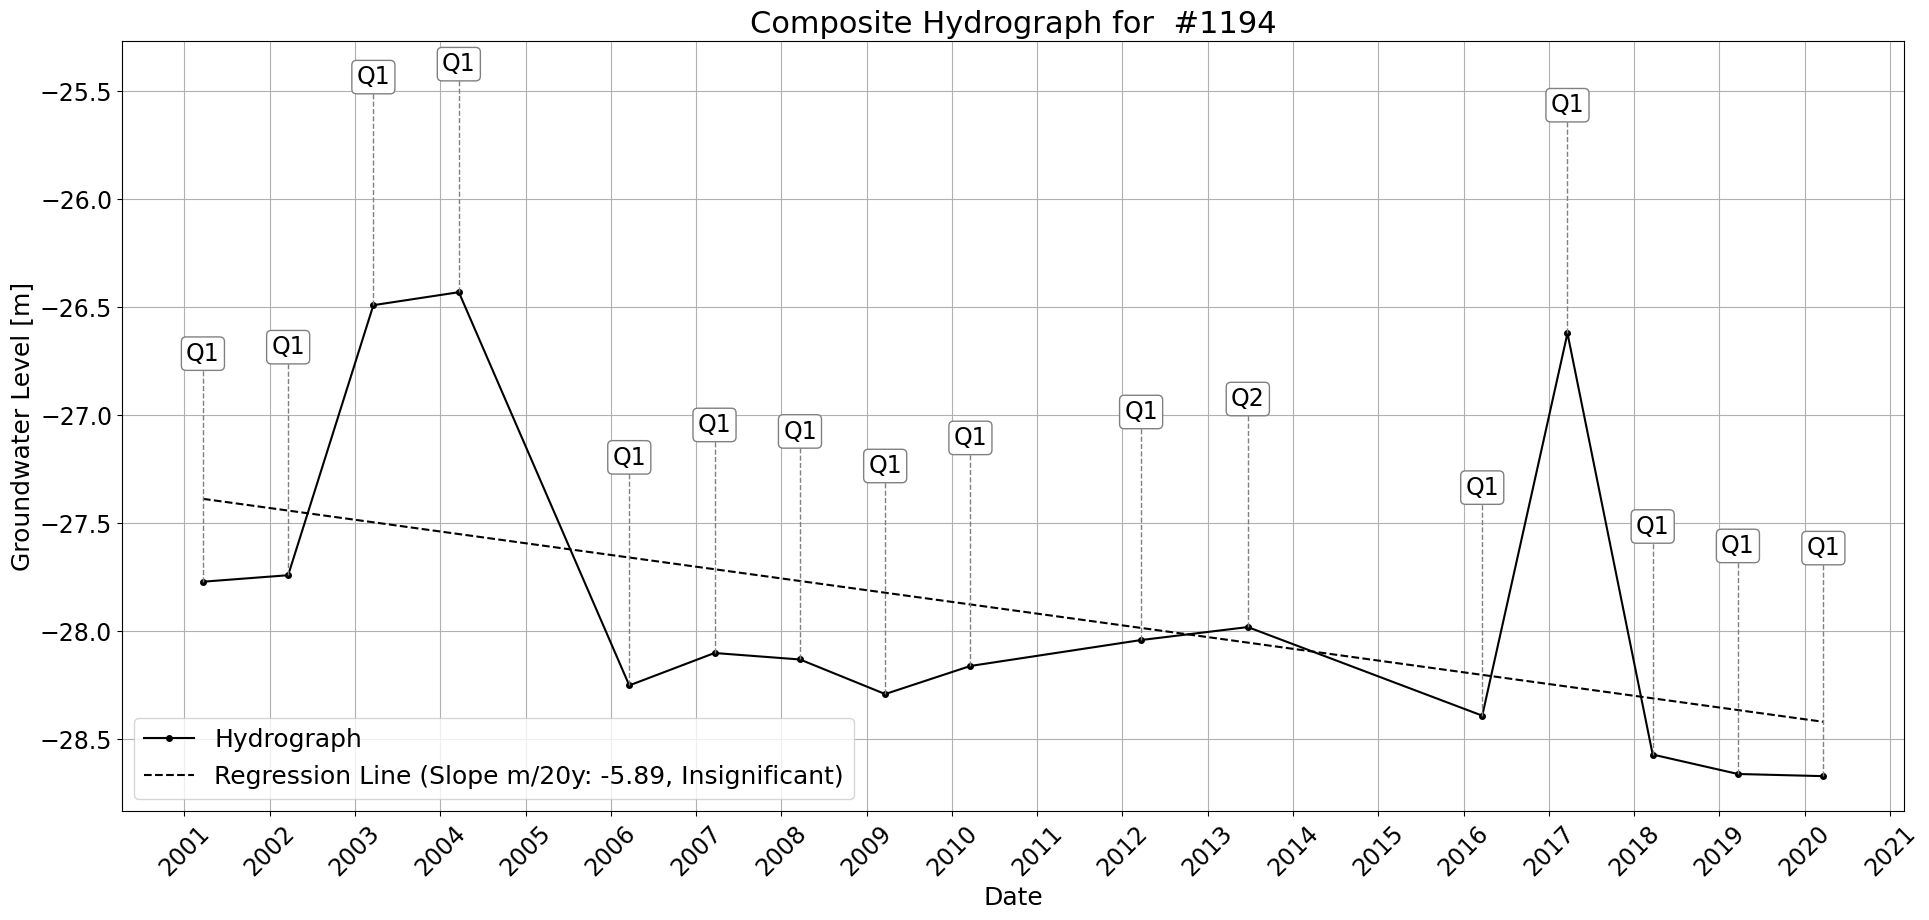 Composite Hydrograph for  #1194
Groundwater Level [m]
−25.5
−26.0
−26.5
−27.0
−27.5
−28.0
−28.5
Q1
Q1
Q1
Q1
Q1
Q1
Q1
Q1
Q1
Q1
Q2
Q1
Q1
Q1
Q1
Q1
Hydrograph
Regression Line (Slope m/20y: -5.89, Insignificant)
2001
2002
2003
2004
2005
2006
2007
2008
2009
2010
2011
2012
2013
2014
2015
2016
2017
2018
2019
2020
2021
Date